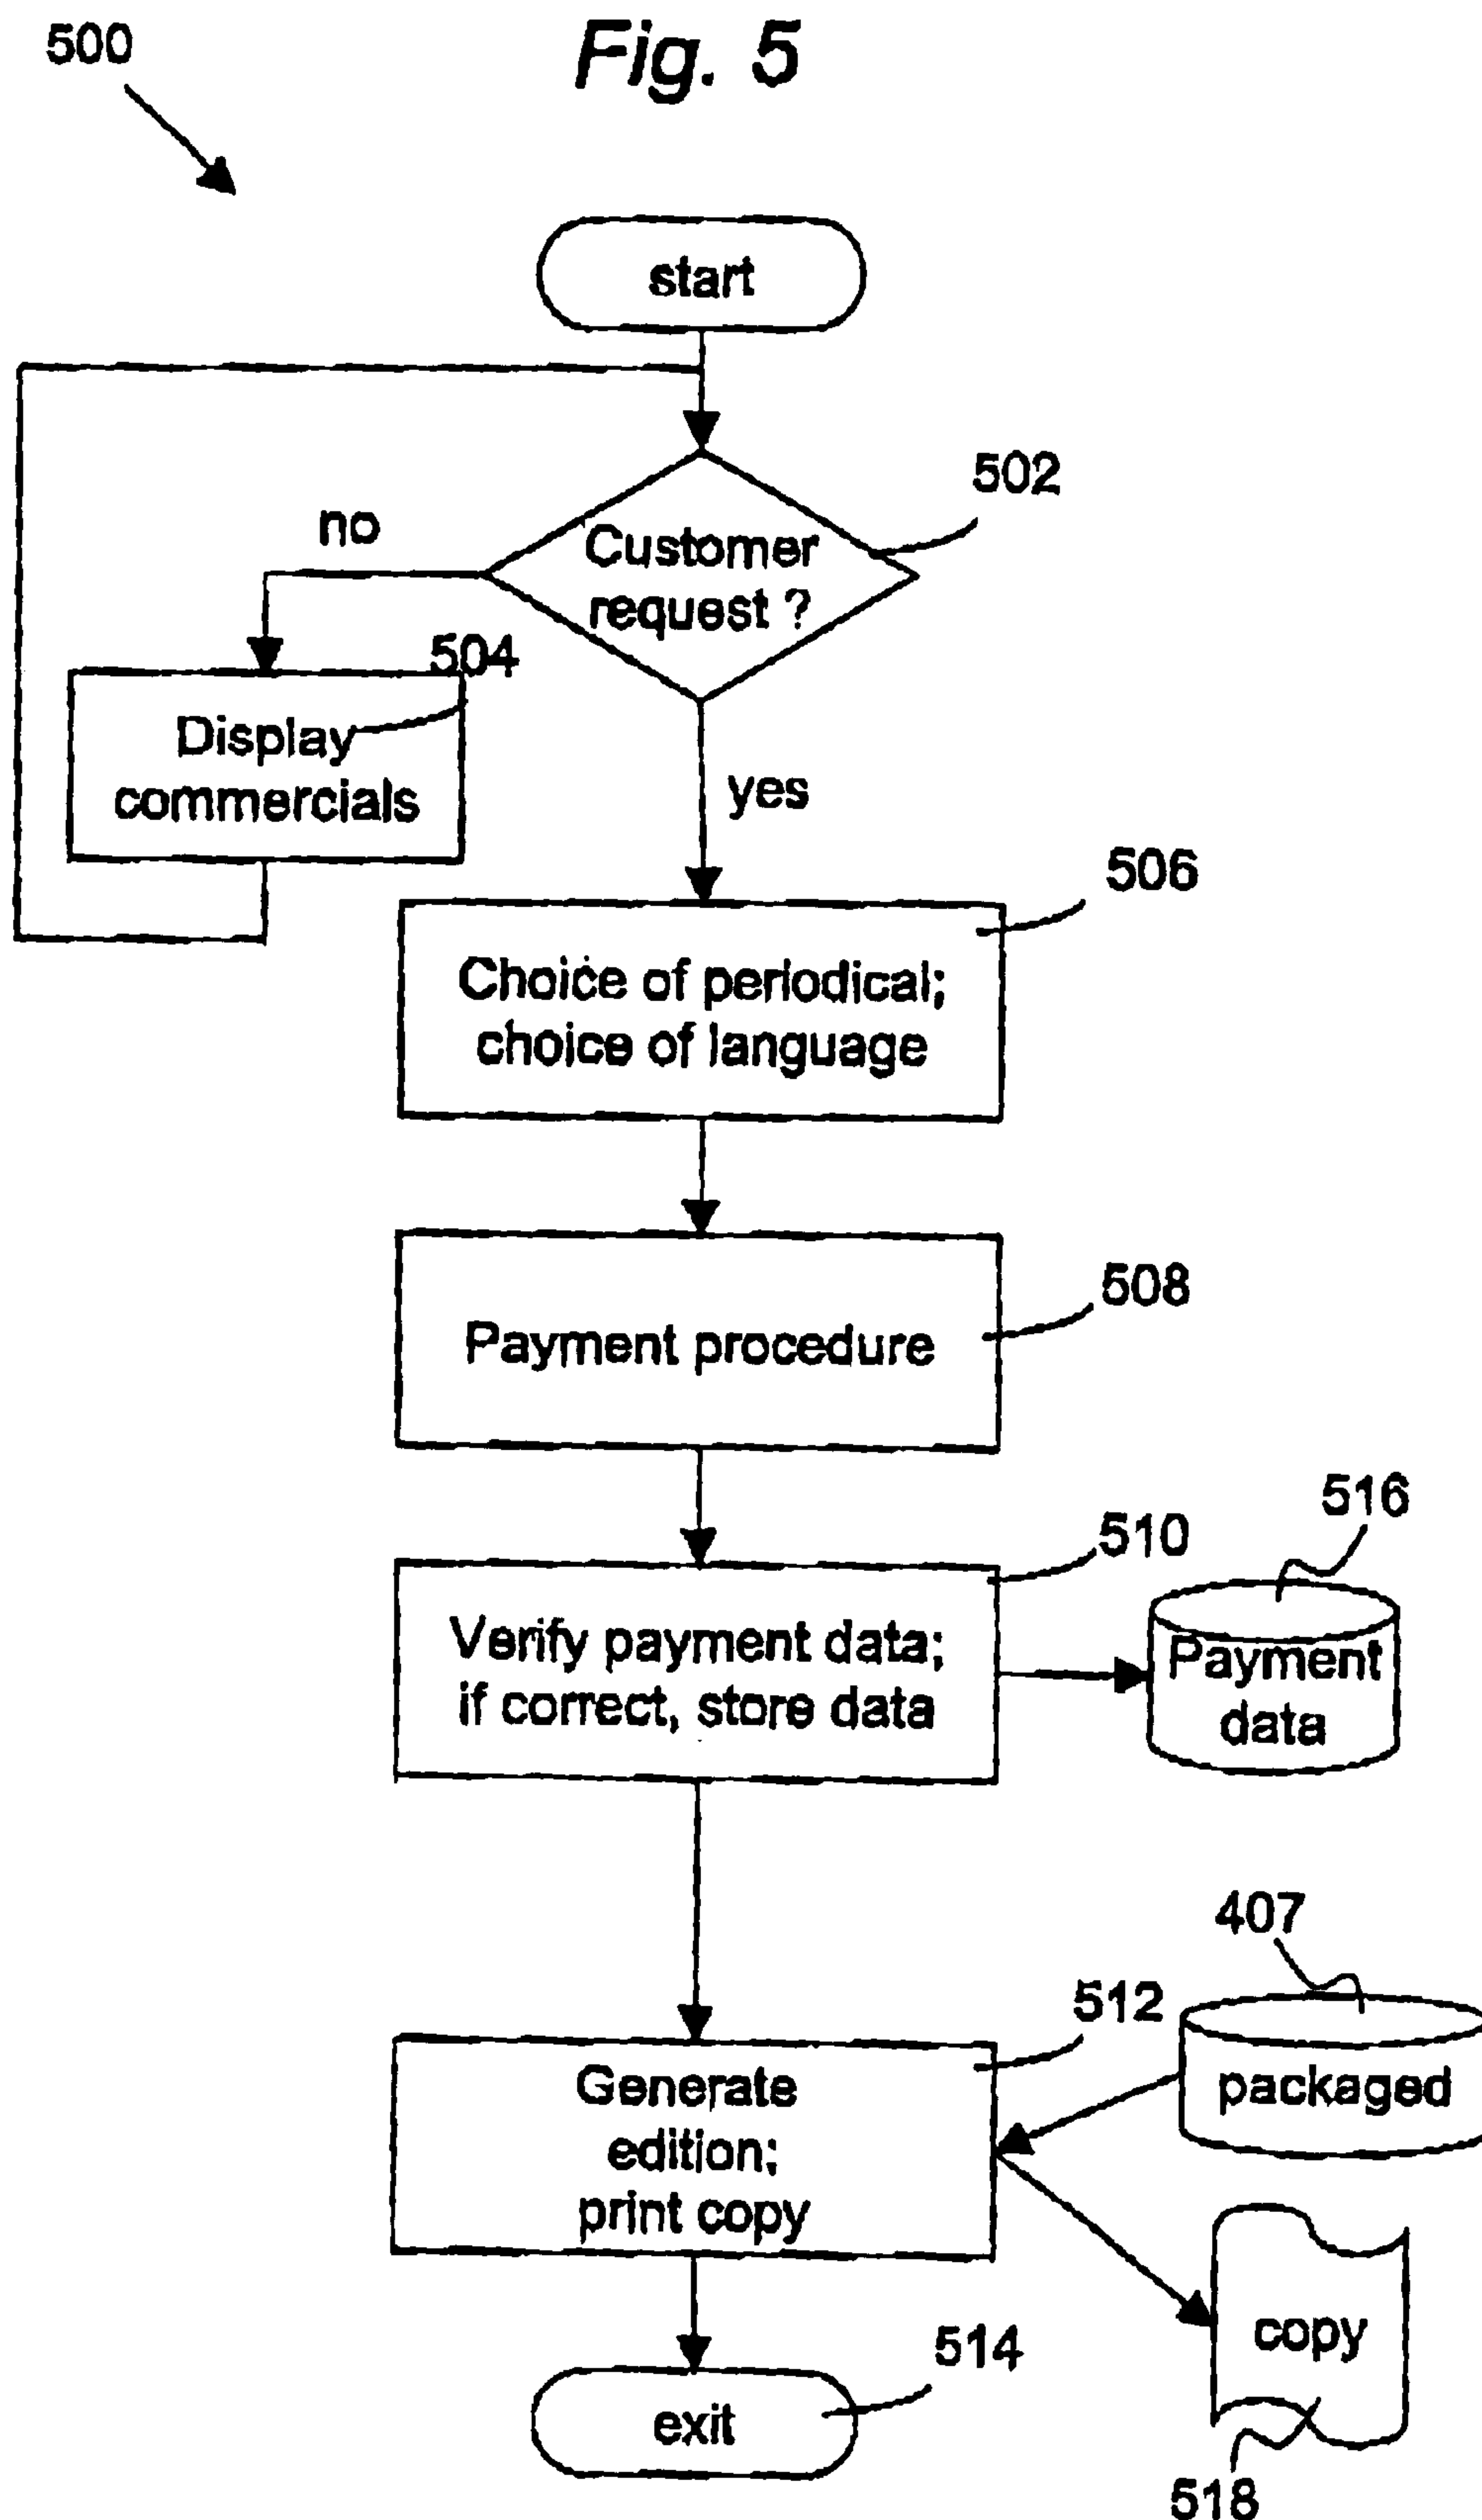 500
Fig. 5
start
502
no
Customer
request ?
504
Display
commercials
yes
506
Choice of periodical;
choice of language
508
Payment procedure
516
510
Verify payment data;
if correct, store data
Payment
data
407
512
Generate
edition;
print copy
packaged
copy
514
exit
518